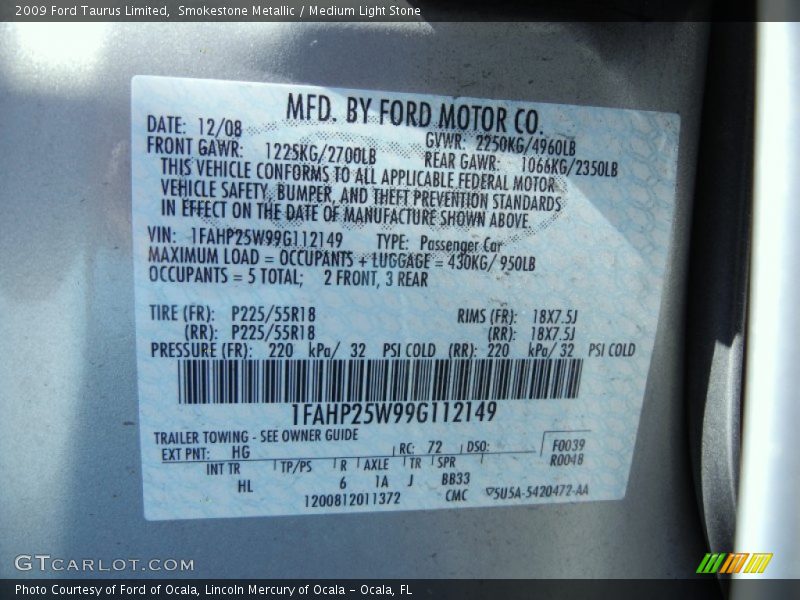 2009 Ford Taurus Limited, Smokestone Metallic / Medium Light Stone
MFD. BY FORD MOTOR CO.
DATE: 12/08 GVWR: 2250KG/4960LB
FRONT GAWR: 1225KG/2700LB REAR GAWR: 1066KG/2350LB
THIS VEHICLE CONFORMS TO ALL APPLICABLE FEDERAL MOTOR
VEHICLE SAFETY, BUMPER, AND THEFT PREVENTION STANDARDS
IN EFFECT ON THE DATE OF MANUFACTURE SHOWN ABOVE.
VIN: 1FAHP25W99G112149 TYPE: Passenger Car
MAXIMUM LOAD = OCCUPANTS + LUGGAGE = 430KG/ 950LB
OCCUPANTS = 5 TOTAL; 2 FRONT, 3 REAR
TIRE (FR): P225/55R18 RIMS (FR): 18X7.5J
(RR): P225/55R18 (RR): 18X7.5J
PRESSURE (FR): 220 kPa/ 32 PSI COLD (RR): 220 kPa/ 32 PSI COLD
1FAHP25W99G112149
TRAILER TOWING - SEE OWNER GUIDE
EXT PNT: HG RC: 72 DSO: F0039
INT TR TP/PS R AXLE TR SPR R0048
HL 6 1A J BB33
1200812011372 CMC 5U5A-5420472-AA
GTCARLOT.COM
Photo Courtesy of Ford of Ocala, Lincoln Mercury of Ocala - Ocala, FL